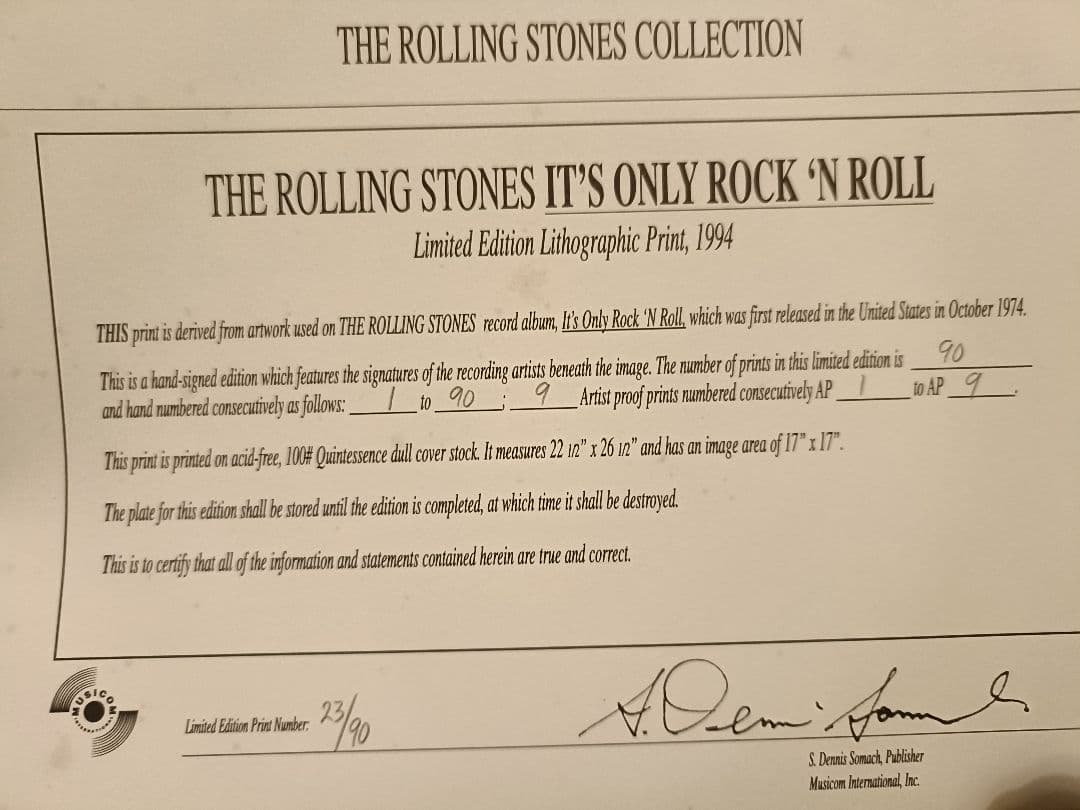 THE ROLLING STONES COLLECTION
THE ROLLING STONES IT'S ONLY ROCK 'N ROLL
Limited Edition Lithographic Print, 1994
THIS print is derived from artwork used on THE ROLLING STONES record album, It's Only Rock 'N Roll, which was first released in the United States in October 1974.
This is a hand-signed edition which features the signatures of the recording artists beneath the image. The number of prints in this limited edition is 90
and hand numbered consecutively as follows: 1 to 90 ; 9 Artist proof prints numbered consecutively AP 1 to AP 9.
This print is printed on acid-free, 100# Quintessence dull cover stock. It measures 22 1/2" x 26 1/2" and has an image area of 17" x 17".
The plate for this edition shall be stored until the edition is completed, at which time it shall be destroyed.
This is to certify that all of the information and statements contained herein are true and correct.
MUSICOM
Limited Edition Print Number: 23/90
S. Dennis Somach
S. Dennis Somach, Publisher
Musicom International, Inc.